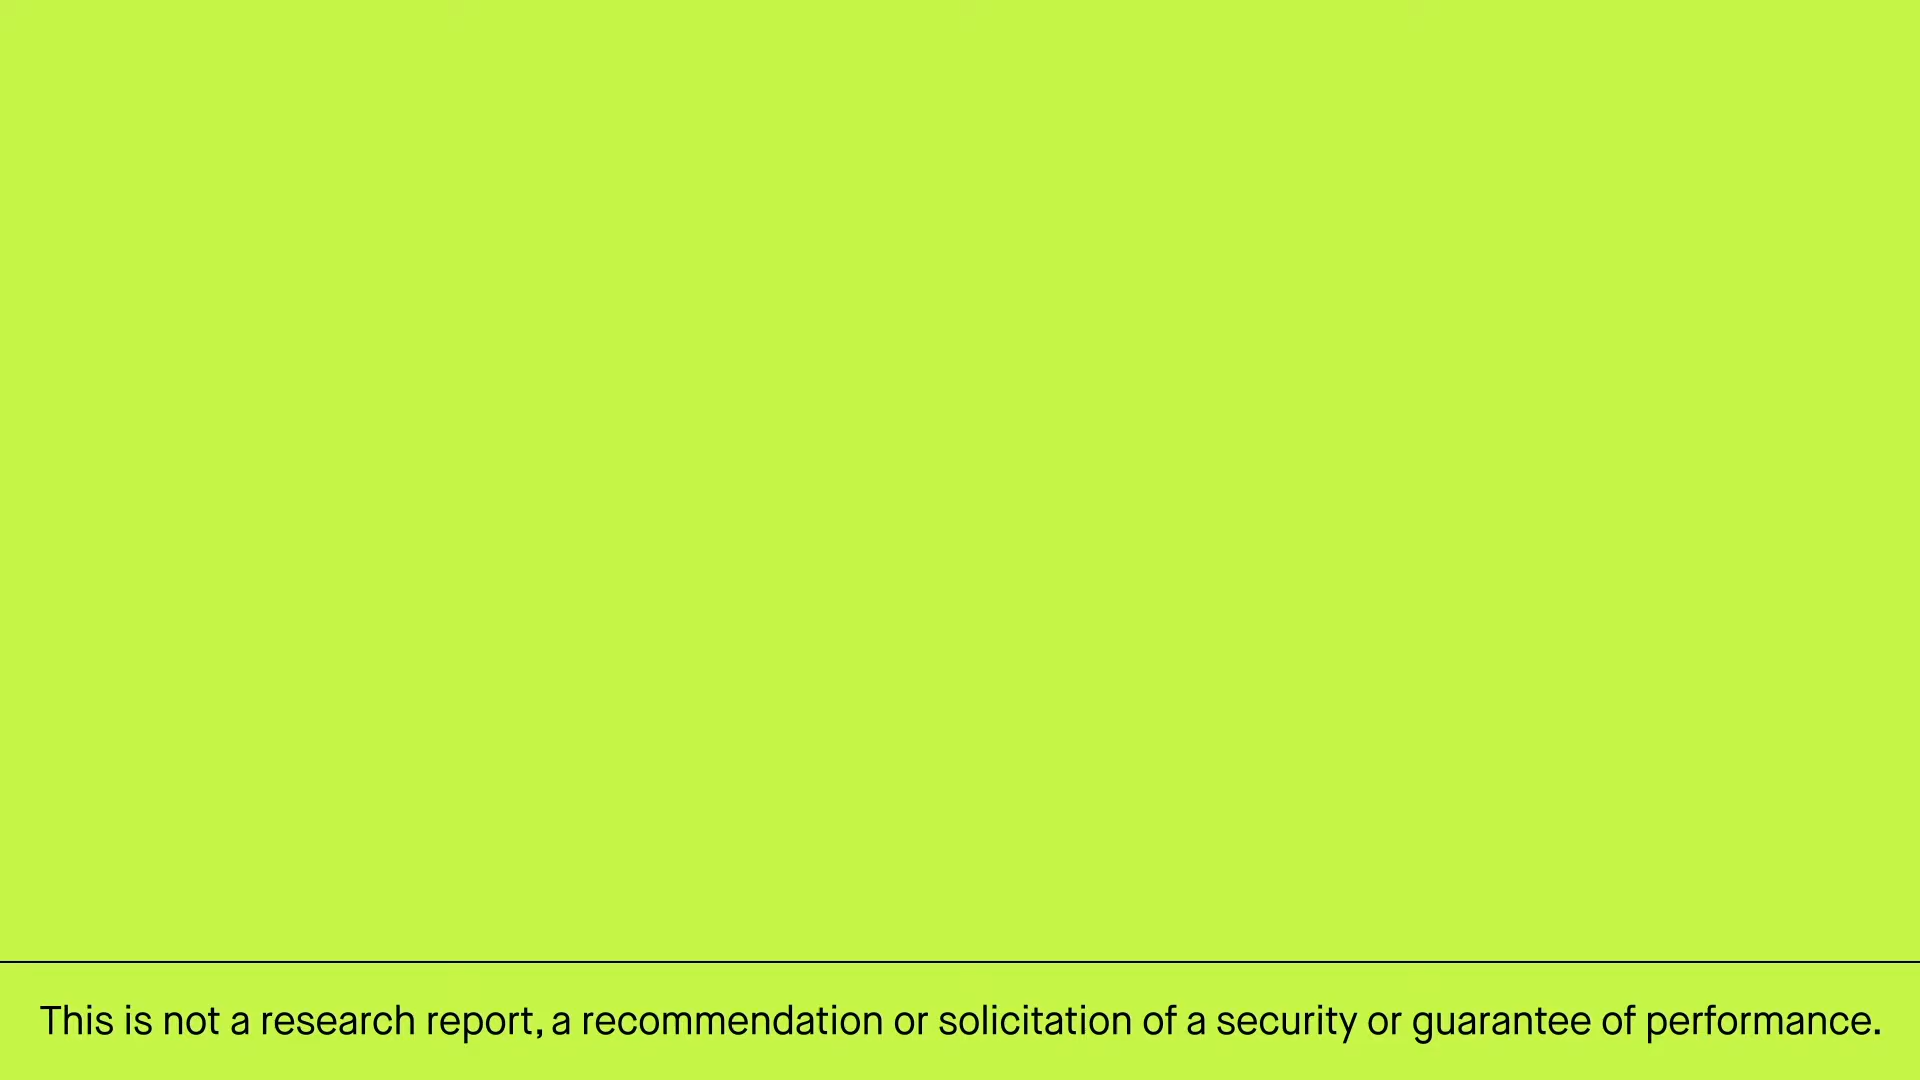 This is not a research report, a recommendation or solicitation of a security or guarantee of performance.